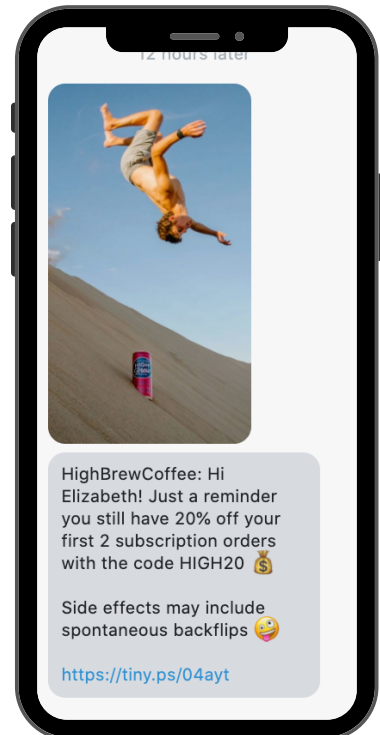 12 hours later
HighBrewCoffee: Hi
Elizabeth! Just a reminder
you still have 20% off your
first 2 subscription orders
with the code HIGH20 💰
Side effects may include
spontaneous backflips 🤪
https://tiny.ps/04ayt